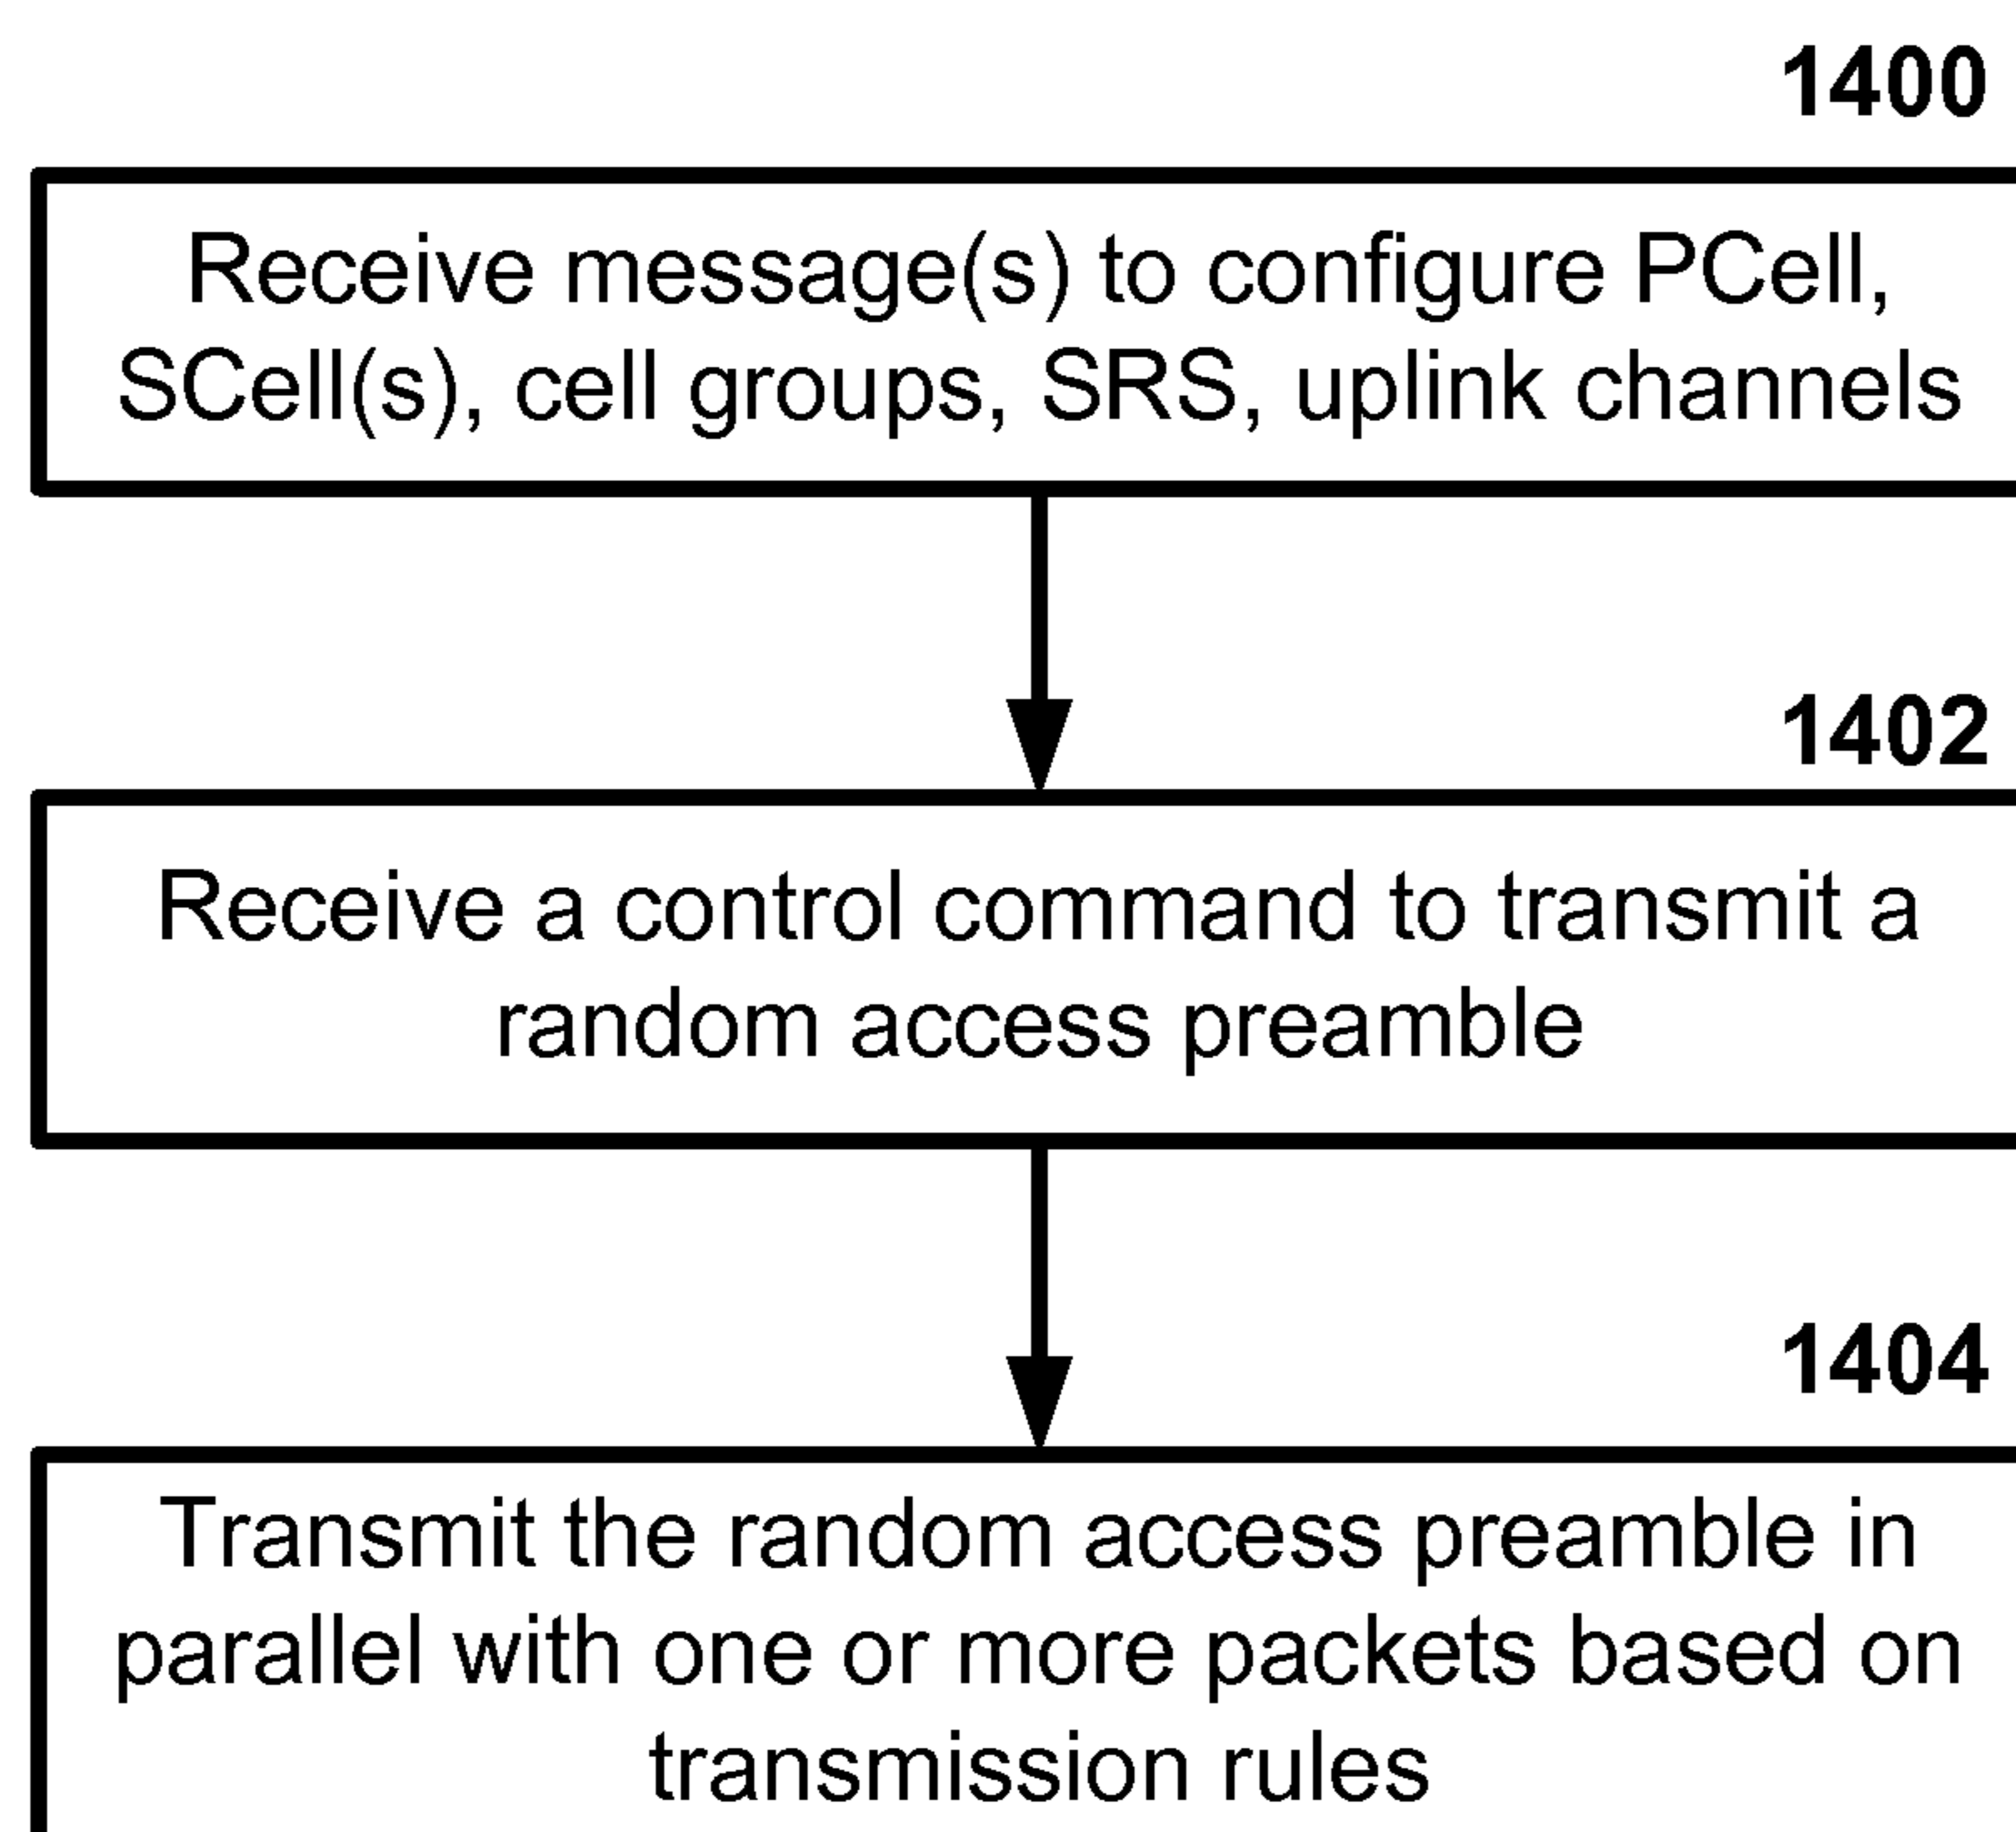 1400
Receive message(s) to configure PCell,
SCell(s), cell groups, SRS, uplink channels
1402
Receive a control command to transmit a
random access preamble
1404
Transmit the random access preamble in
parallel with one or more packets based on
transmission rules